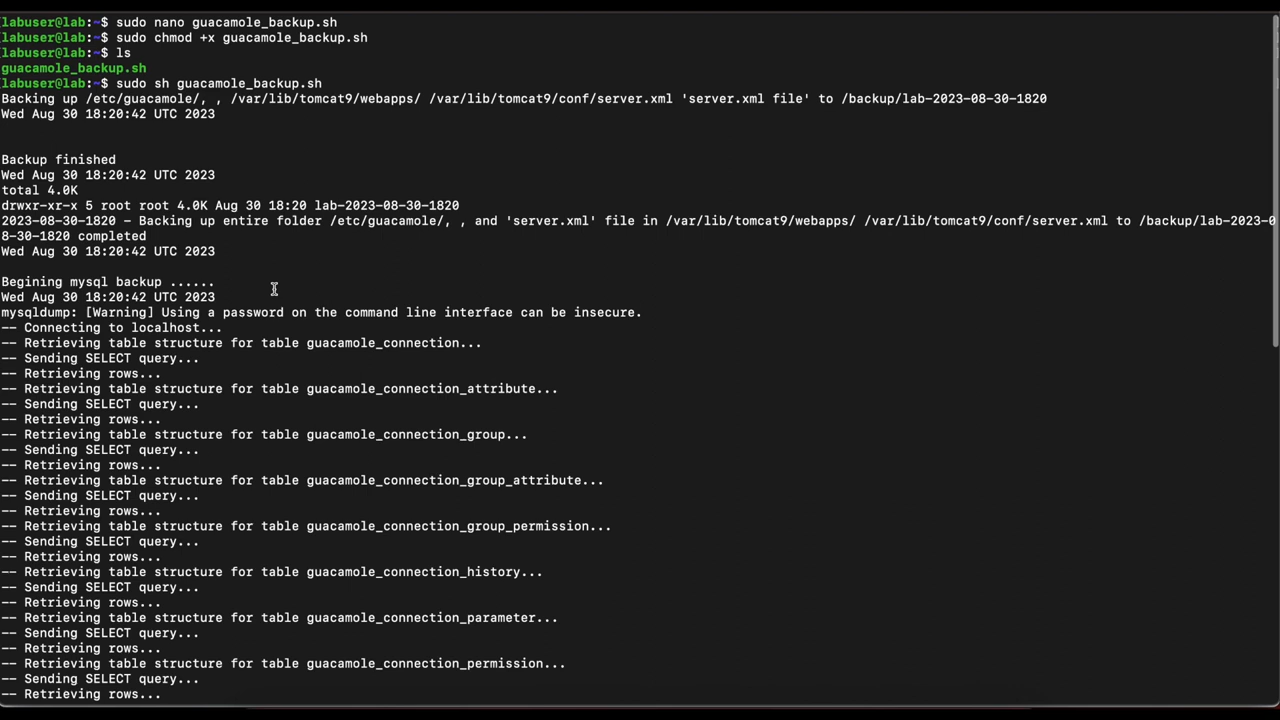 [labuser@lab:~$ sudo nano guacamole_backup.sh
[labuser@lab:~$ sudo chmod +x guacamole_backup.sh
[labuser@lab:~$ ls
guacamole_backup.sh
[labuser@lab:~$ sudo sh guacamole_backup.sh
Backing up /etc/guacamole/, , /var/lib/tomcat9/webapps/ /var/lib/tomcat9/conf/server.xml 'server.xml file' to /backup/lab-2023-08-30-1820
Wed Aug 30 18:20:42 UTC 2023
Backup finished
Wed Aug 30 18:20:42 UTC 2023
total 4.0K
drwxr-xr-x 5 root root 4.0K Aug 30 18:20 lab-2023-08-30-1820
2023-08-30-1820 - Backing up entire folder /etc/guacamole/, , and 'server.xml' file in /var/lib/tomcat9/webapps/ /var/lib/tomcat9/conf/server.xml to /backup/lab-2023-0
8-30-1820 completed
Wed Aug 30 18:20:42 UTC 2023
Begining mysql backup ......
Wed Aug 30 18:20:42 UTC 2023
mysqldump: [Warning] Using a password on the command line interface can be insecure.
-- Connecting to localhost...
-- Retrieving table structure for table guacamole_connection...
-- Sending SELECT query...
-- Retrieving rows...
-- Retrieving table structure for table guacamole_connection_attribute...
-- Sending SELECT query...
-- Retrieving rows...
-- Retrieving table structure for table guacamole_connection_group...
-- Sending SELECT query...
-- Retrieving rows...
-- Retrieving table structure for table guacamole_connection_group_attribute...
-- Sending SELECT query...
-- Retrieving rows...
-- Retrieving table structure for table guacamole_connection_group_permission...
-- Sending SELECT query...
-- Retrieving rows...
-- Retrieving table structure for table guacamole_connection_history...
-- Sending SELECT query...
-- Retrieving rows...
-- Retrieving table structure for table guacamole_connection_parameter...
-- Sending SELECT query...
-- Retrieving rows...
-- Retrieving table structure for table guacamole_connection_permission...
-- Sending SELECT query...
-- Retrieving rows...